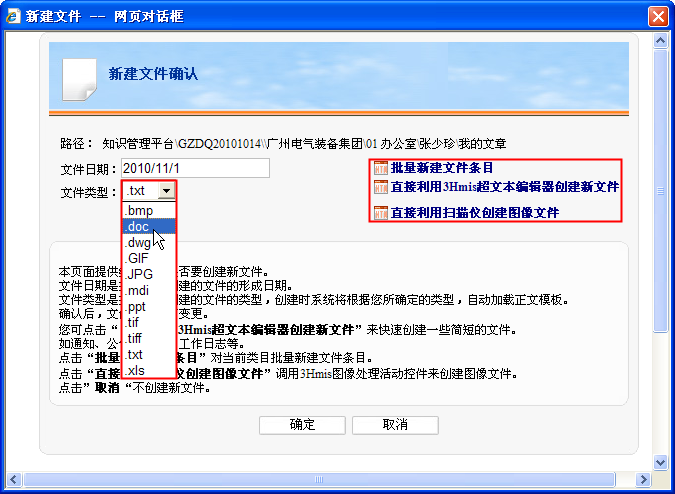 新建文件 -- 网页对话框
新建文件确认
路径： 知识管理平台\GZDQ20101014\\广州电气装备集团\01 办公室\张少珍\我的文章
文件日期：2010/11/1
文件类型：.txt
批量新建文件条目
直接利用3Hmis超文本编辑器创建新文件
直接利用扫描仪创建图像文件
.bmp
.doc
.dwg
.GIF
.JPG
.mdi
.ppt
.tif
.tiff
.txt
.xls
本页面提供 否要创建新文件。
文件日期是 建的文件的形成日期。
文件类型是 建的文件的类型，创建时系统将根据您所确定的类型，自动加载正文模板。
确认后，文 变更。
您可点击“ 3Hmis超文本编辑器创建新文件”来快速创建一些简短的文件。
如通知、公 工作日志等。
点击“批量 条目”对当前类目批量新建文件条目。
点击“直接 仪创建图像文件”调用3Hmis图像处理活动控件来创建图像文件。
点击”取消“不创建新文件。
确定 取消